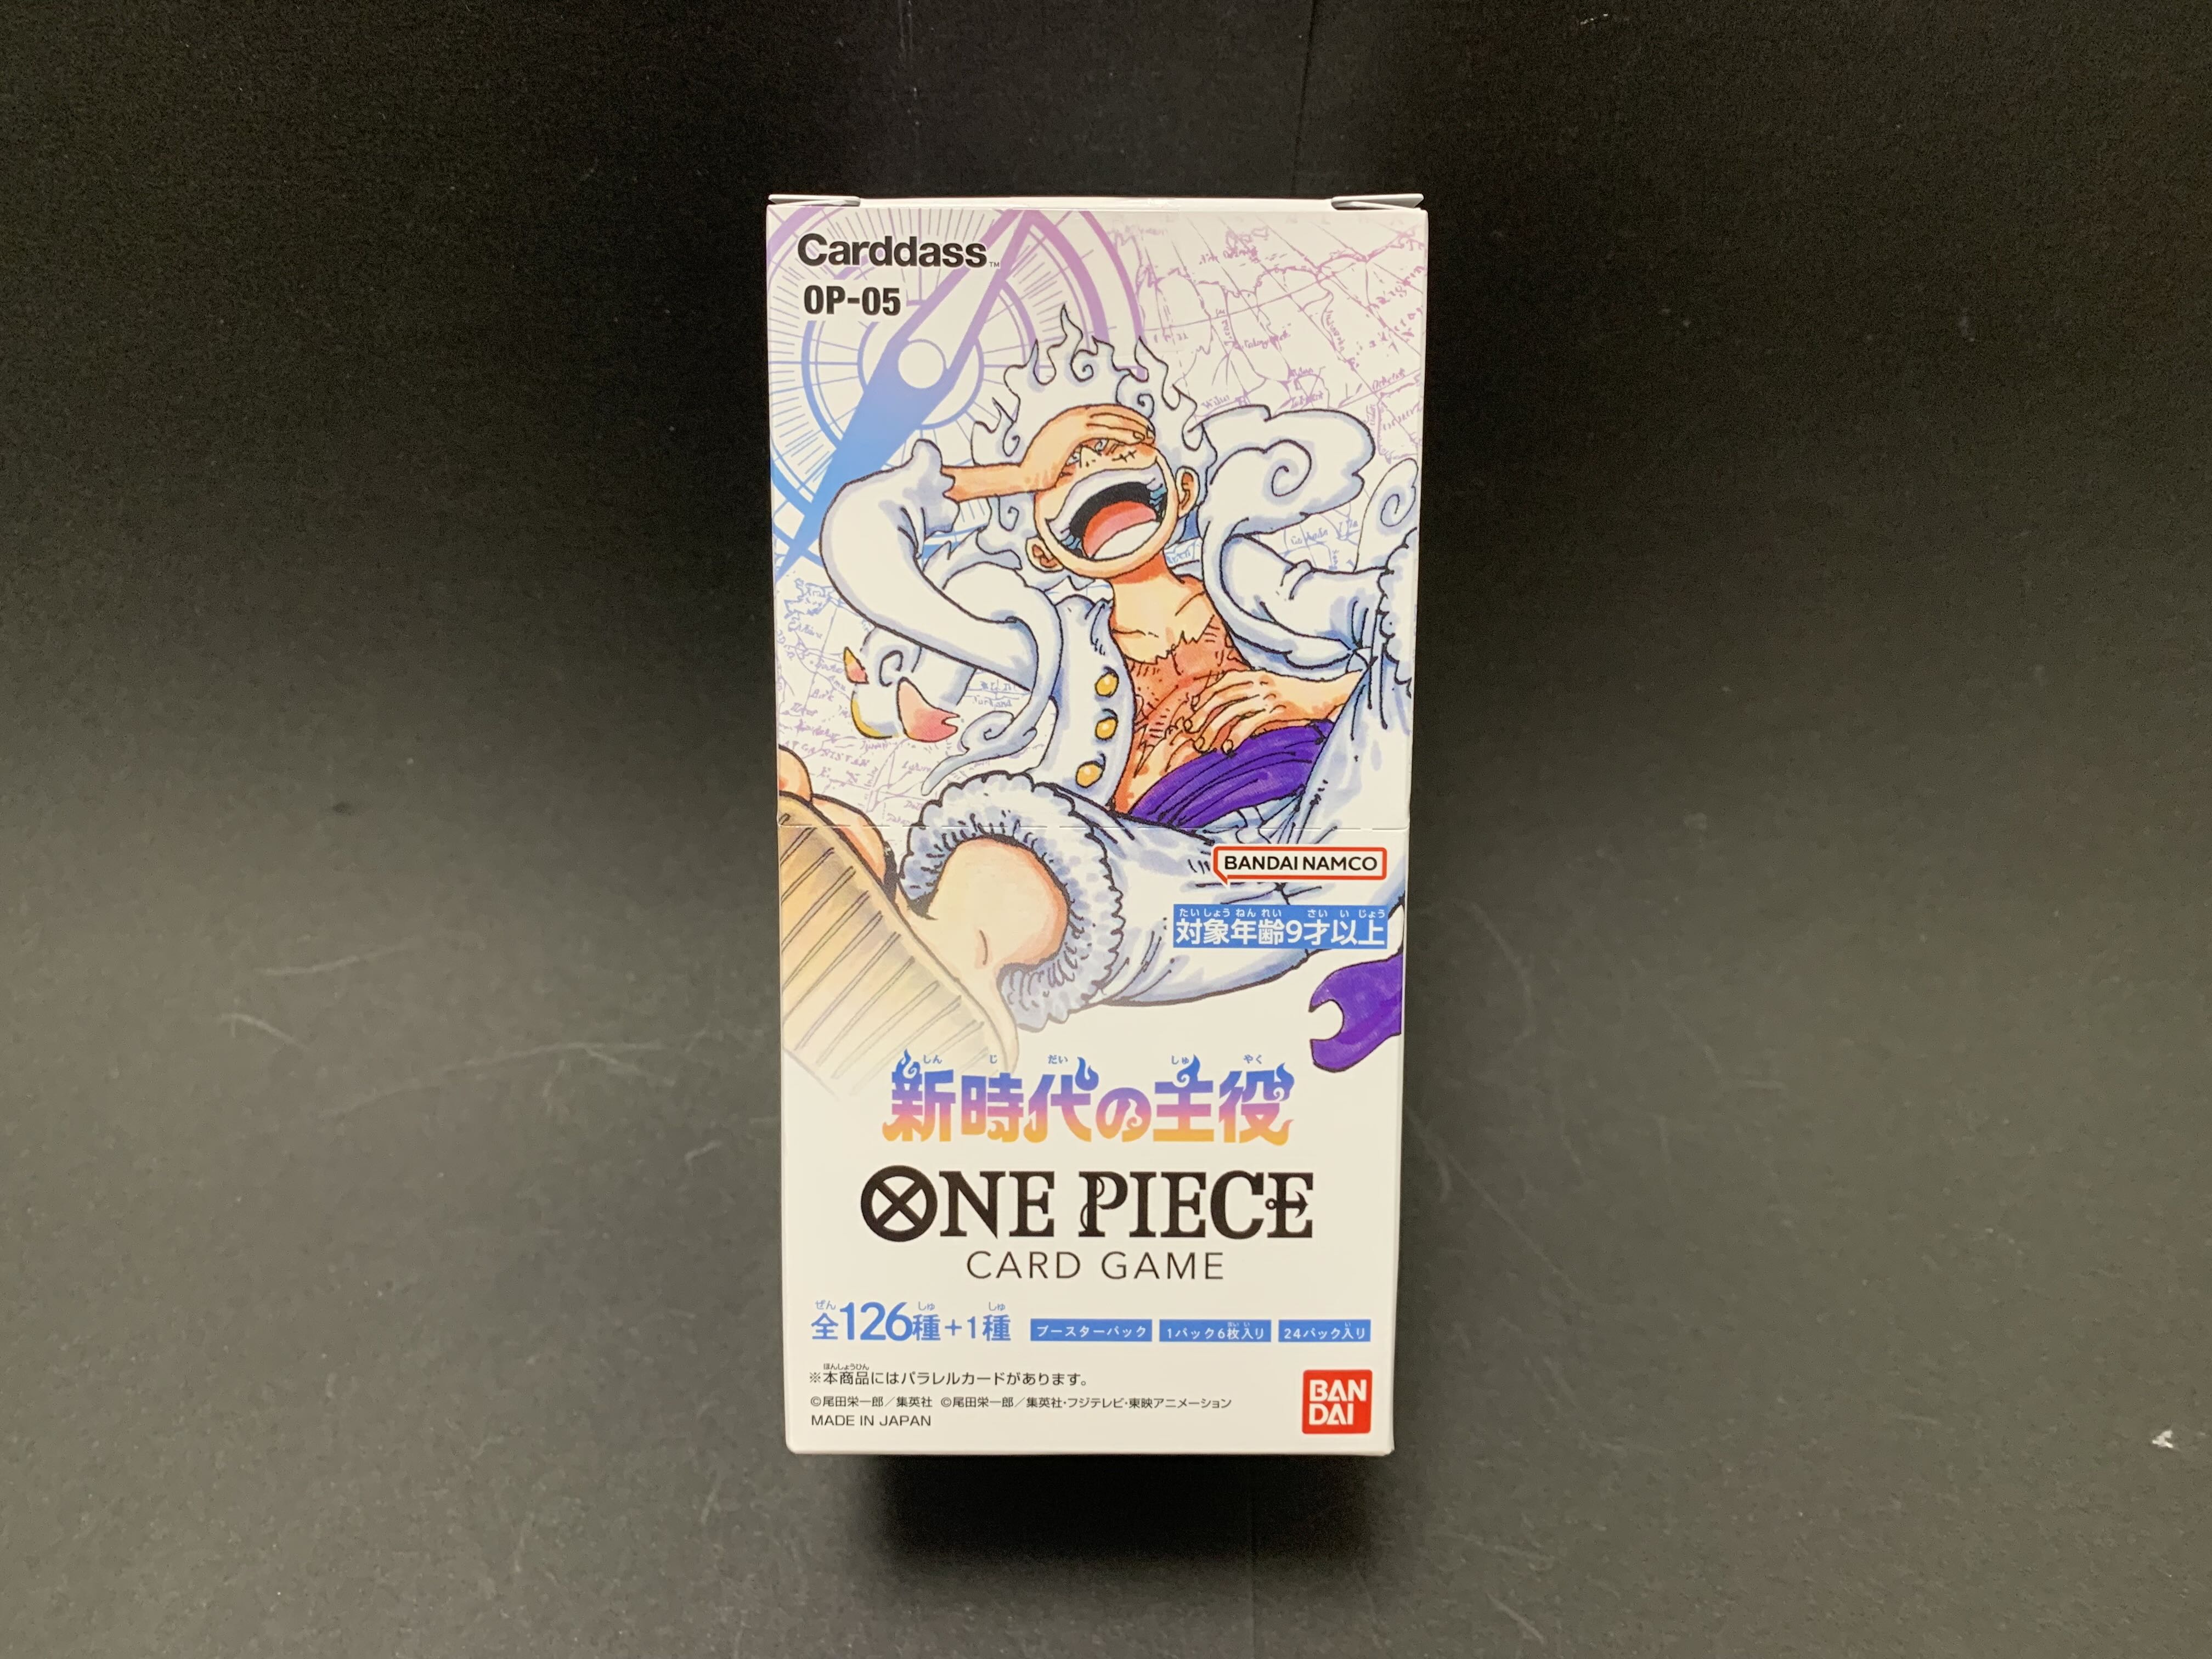 Carddass™
OP-05
BANDAI NAMCO
たいしょうねんれい さいいじょう
対象年齢9才以上
しん じ だい しゅ やく
新時代の主役
ONE PIECE
CARD GAME
ぜん しゅ しゅ
全126種+1種
ブースターパック 1パック6枚入り 24パック入り
ほんしょうひん
※本商品にはパラレルカードがあります。
©尾田栄一郎/集英社 ©尾田栄一郎/集英社・フジテレビ・東映アニメーション
MADE IN JAPAN
BAN
DAI